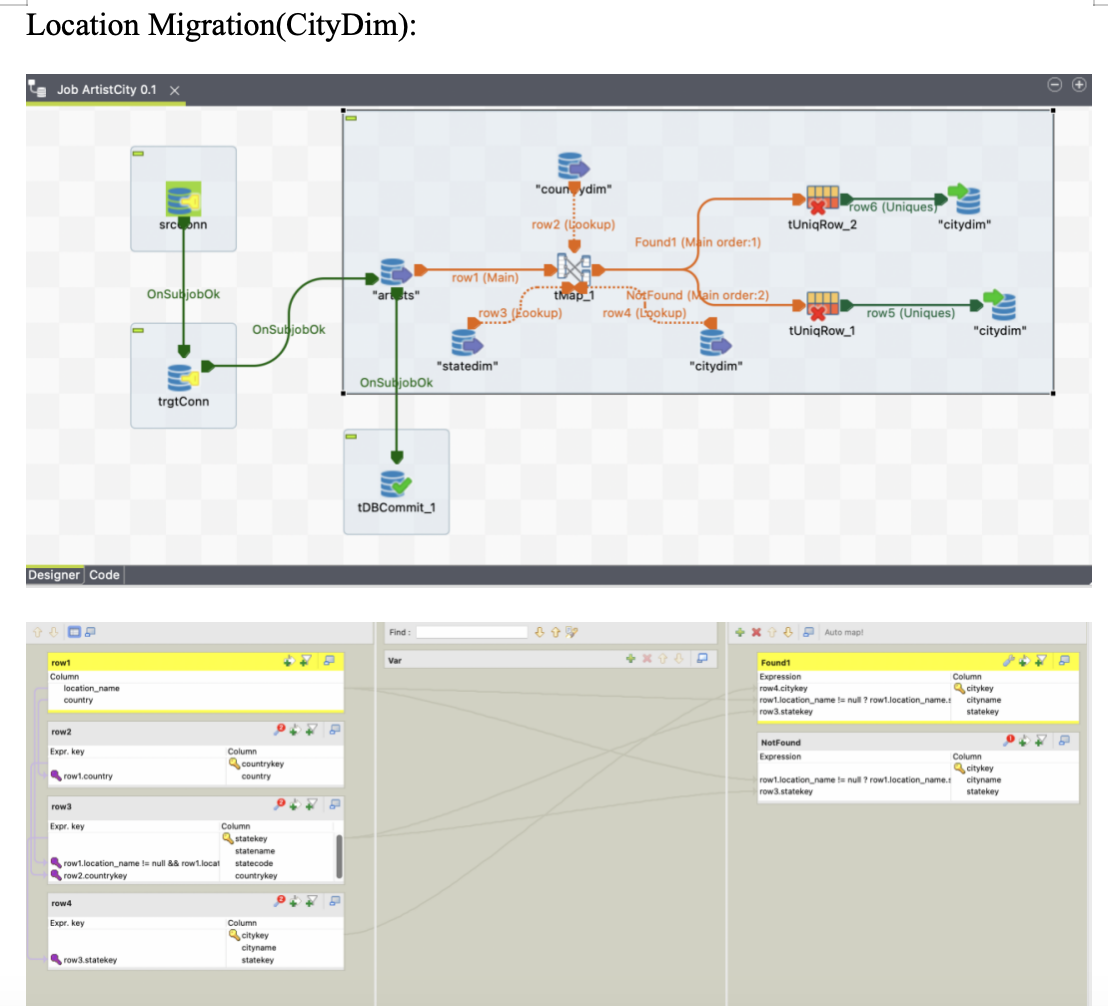 Location Migration(CityDim):
Job ArtistCity 0.1
"countrydim"
srcConn
row2 (Lookup)
tUniqRow_2
row6 (Uniques)
"citydim"
Found1 (Main order:1)
OnSubjobOk
"artists"
row1 (Main)
tMap_1
NotFound (Main order:2)
row3 (Lookup)
row4 (Lookup)
tUniqRow_1
row5 (Uniques)
"citydim"
OnSubjobOk
"statedim"
"citydim"
trgtConn
OnSubjobOk
tDBCommit_1
Designer Code
Find :
Auto map!
row1
Column
location_name
country
row2
Expr. key Column
countrykey
row1.country country
row3
Expr. key Column
statekey
statename
row1.location_name != null && row1.locat statecode
row2.countrykey countrykey
row4
Expr. key Column
citykey
cityname
row3.statekey statekey
Var
Found1
Expression Column
row4.citykey citykey
row1.location_name != null ? row1.location_name.s cityname
row3.statekey statekey
NotFound
Expression Column
citykey
row1.location_name != null ? row1.location_name.s cityname
row3.statekey statekey